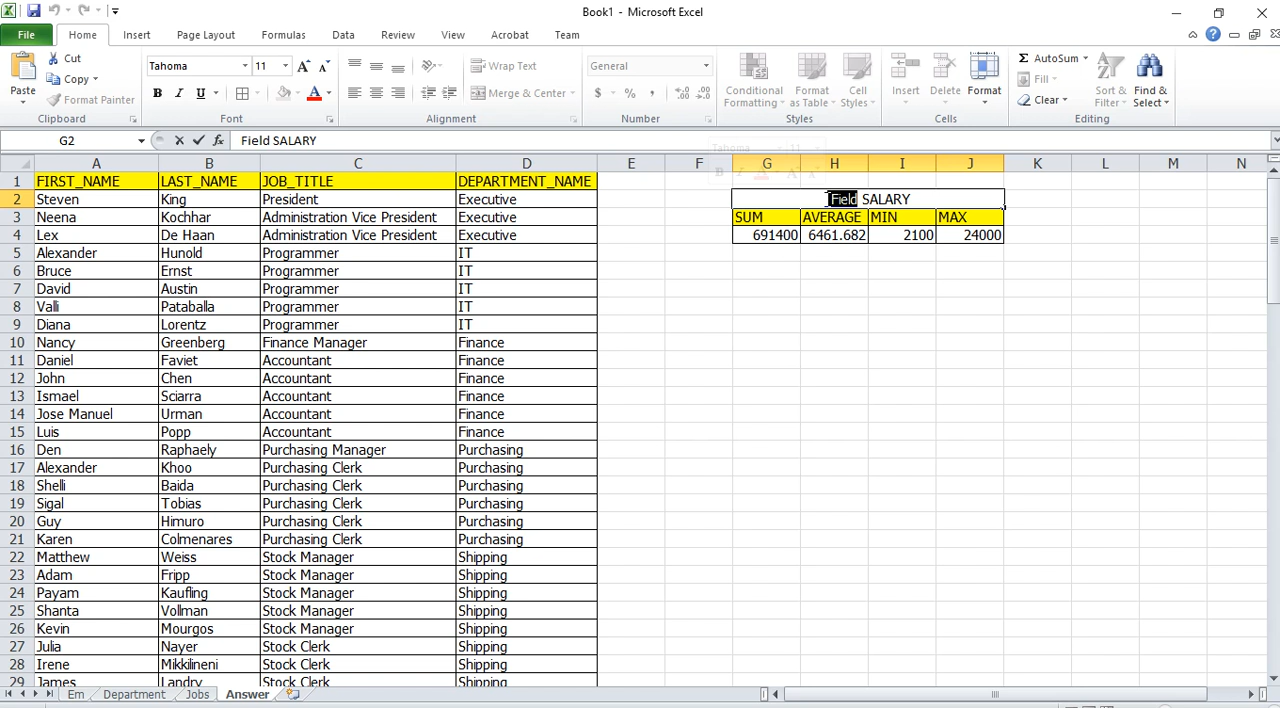 Book1 - Microsoft Excel
File Home Insert Page Layout Formulas Data Review View Acrobat Team
Paste
Cut
Copy
Format Painter
Clipboard
Tahoma 11
B I U
Font
Wrap Text
Merge & Center
Alignment
General
$ % ,
Number
Conditional Formatting
Format as Table
Cell Styles
Styles
Insert Delete Format
Cells
Σ AutoSum
Fill
Clear
Sort & Filter
Find & Select
Editing
G2 fx Field SALARY
A B C D E F G H I J K L M N
1 FIRST_NAME LAST_NAME JOB_TITLE DEPARTMENT_NAME
2 Steven King President Executive Field SALARY
3 Neena Kochhar Administration Vice President Executive SUM AVERAGE MIN MAX
4 Lex De Haan Administration Vice President Executive 691400 6461.682 2100 24000
5 Alexander Hunold Programmer IT
6 Bruce Ernst Programmer IT
7 David Austin Programmer IT
8 Valli Pataballa Programmer IT
9 Diana Lorentz Programmer IT
10 Nancy Greenberg Finance Manager Finance
11 Daniel Faviet Accountant Finance
12 John Chen Accountant Finance
13 Ismael Sciarra Accountant Finance
14 Jose Manuel Urman Accountant Finance
15 Luis Popp Accountant Finance
16 Den Raphaely Purchasing Manager Purchasing
17 Alexander Khoo Purchasing Clerk Purchasing
18 Shelli Baida Purchasing Clerk Purchasing
19 Sigal Tobias Purchasing Clerk Purchasing
20 Guy Himuro Purchasing Clerk Purchasing
21 Karen Colmenares Purchasing Clerk Purchasing
22 Matthew Weiss Stock Manager Shipping
23 Adam Fripp Stock Manager Shipping
24 Payam Kaufling Stock Manager Shipping
25 Shanta Vollman Stock Manager Shipping
26 Kevin Mourgos Stock Manager Shipping
27 Julia Nayer Stock Clerk Shipping
28 Irene Mikkilineni Stock Clerk Shipping
29 James Landry Stock Clerk Shipping
Em Department Jobs Answer